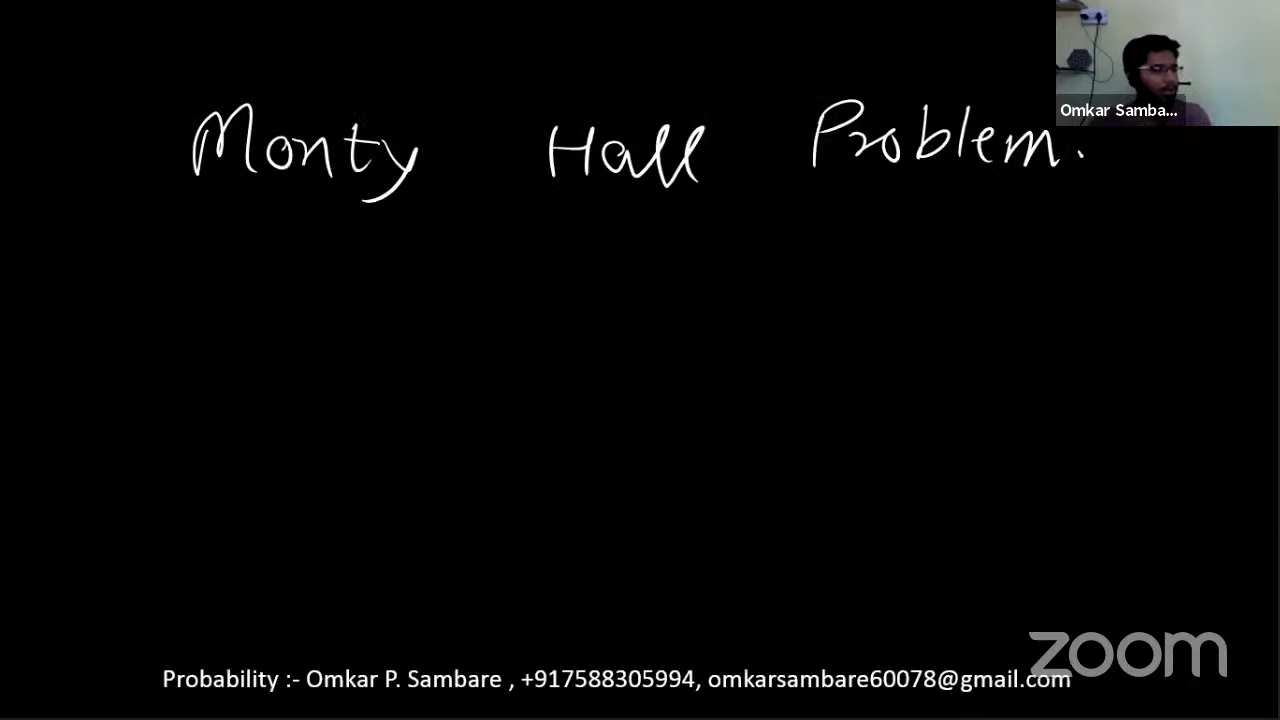 Monty Hall Problem.
Omkar Samba...
zoom
Probability :- Omkar P. Sambare , +917588305994, omkarsambare60078@gmail.com